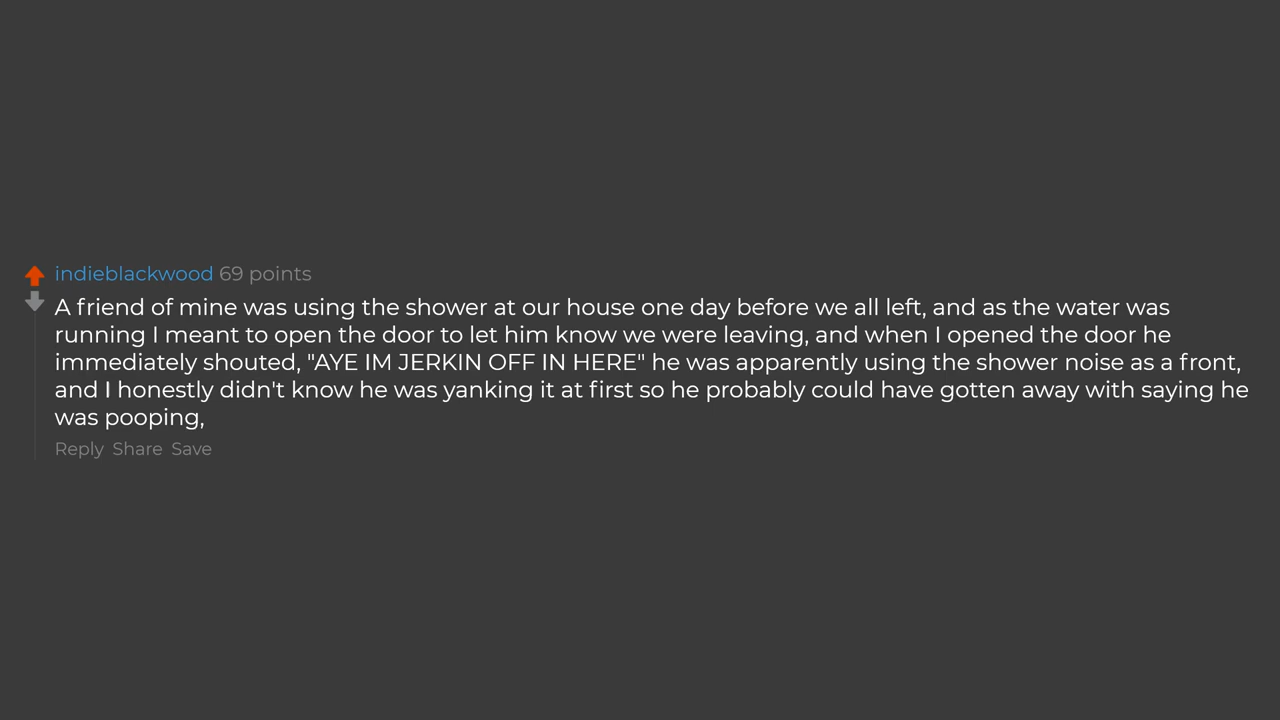 indieblackwood 69 points
A friend of mine was using the shower at our house one day before we all left, and as the water was
running I meant to open the door to let him know we were leaving, and when I opened the door he
immediately shouted, "AYE IM JERKIN OFF IN HERE" he was apparently using the shower noise as a front,
and I honestly didn't know he was yanking it at first so he probably could have gotten away with saying he
was pooping,
Reply Share Save